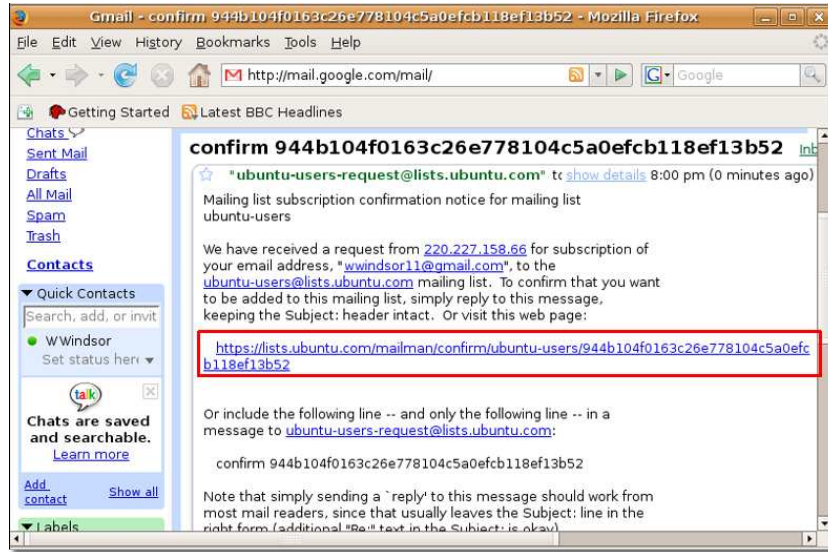 Gmail - confirm 944b104f0163c26e778104c5a0efcb118ef13b52 - Mozilla Firefox
File Edit View History Bookmarks Tools Help
http://mail.google.com/mail/ G Google
Getting Started Latest BBC Headlines
Chats
Sent Mail
Drafts
All Mail
Spam
Trash
Contacts
Quick Contacts
Search, add, or invit
WWindsor
Set status here
talk
Chats are saved
and searchable.
Learn more
Add
contact Show all
Labels
confirm 944b104f0163c26e778104c5a0efcb118ef13b52 Inb
"ubuntu-users-request@lists.ubuntu.com" to show details 8:00 pm (0 minutes ago)
Mailing list subscription confirmation notice for mailing list
ubuntu-users
We have received a request from 220.227.158.66 for subscription of
your email address, "wwindsor11@gmail.com", to the
ubuntu-users@lists.ubuntu.com mailing list. To confirm that you want
to be added to this mailing list, simply reply to this message,
keeping the Subject: header intact. Or visit this web page:
https://lists.ubuntu.com/mailman/confirm/ubuntu-users/944b104f0163c26e778104c5a0efc
b118ef13b52
Or include the following line -- and only the following line -- in a
message to ubuntu-users-request@lists.ubuntu.com:
confirm 944b104f0163c26e778104c5a0efcb118ef13b52
Note that simply sending a `reply' to this message should work from
most mail readers, since that usually leaves the Subject: line in the
right form (additional "Re:" text in the Subject: is okay)